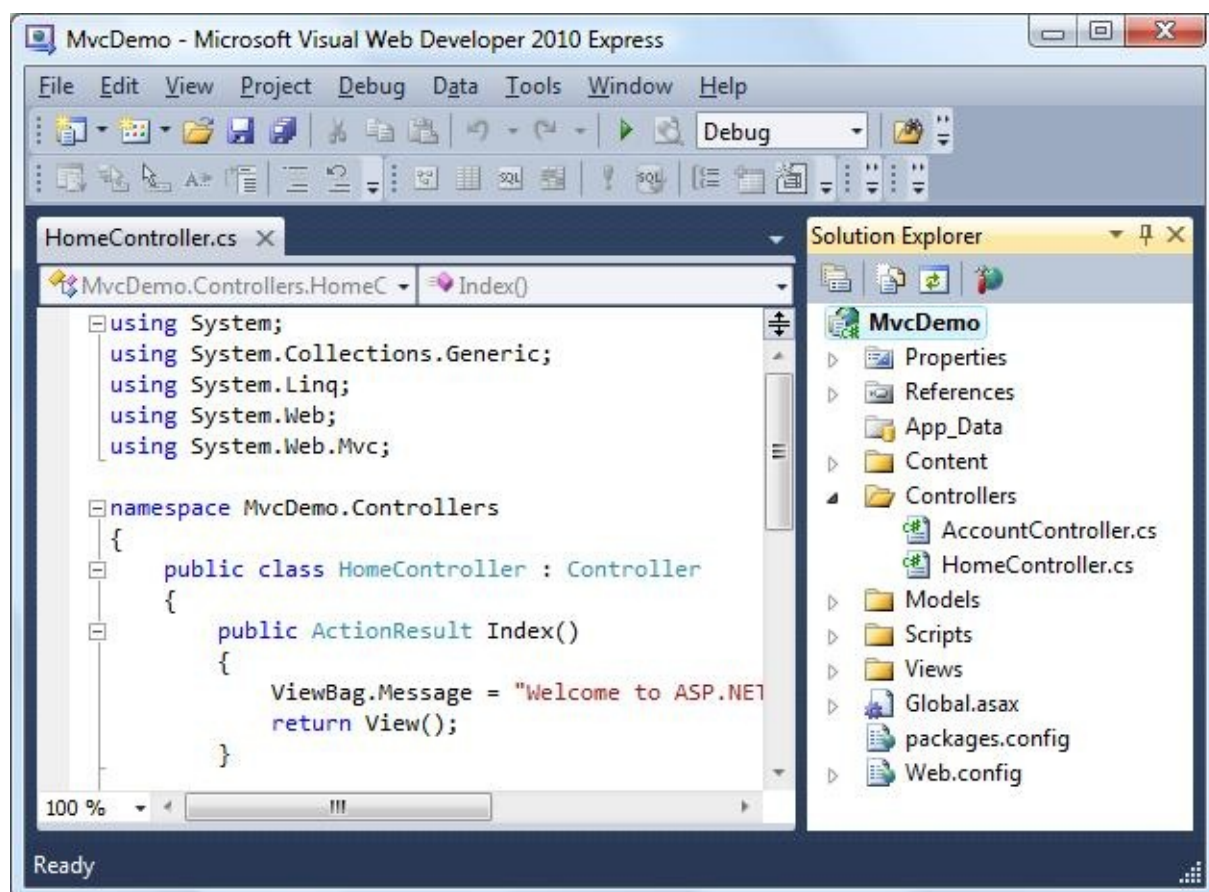 MvcDemo - Microsoft Visual Web Developer 2010 Express
File Edit View Project Debug Data Tools Window Help
Debug
SQL SQL
HomeController.cs
MvcDemo.Controllers.HomeC Index()
using System;
using System.Collections.Generic;
using System.Linq;
using System.Web;
using System.Web.Mvc;
namespace MvcDemo.Controllers
{
public class HomeController : Controller
{
public ActionResult Index()
{
ViewBag.Message = "Welcome to ASP.NET
return View();
}
100 %
Solution Explorer
MvcDemo
Properties
References
App_Data
Content
Controllers
AccountController.cs
HomeController.cs
Models
Scripts
Views
Global.asax
packages.config
Web.config
Ready